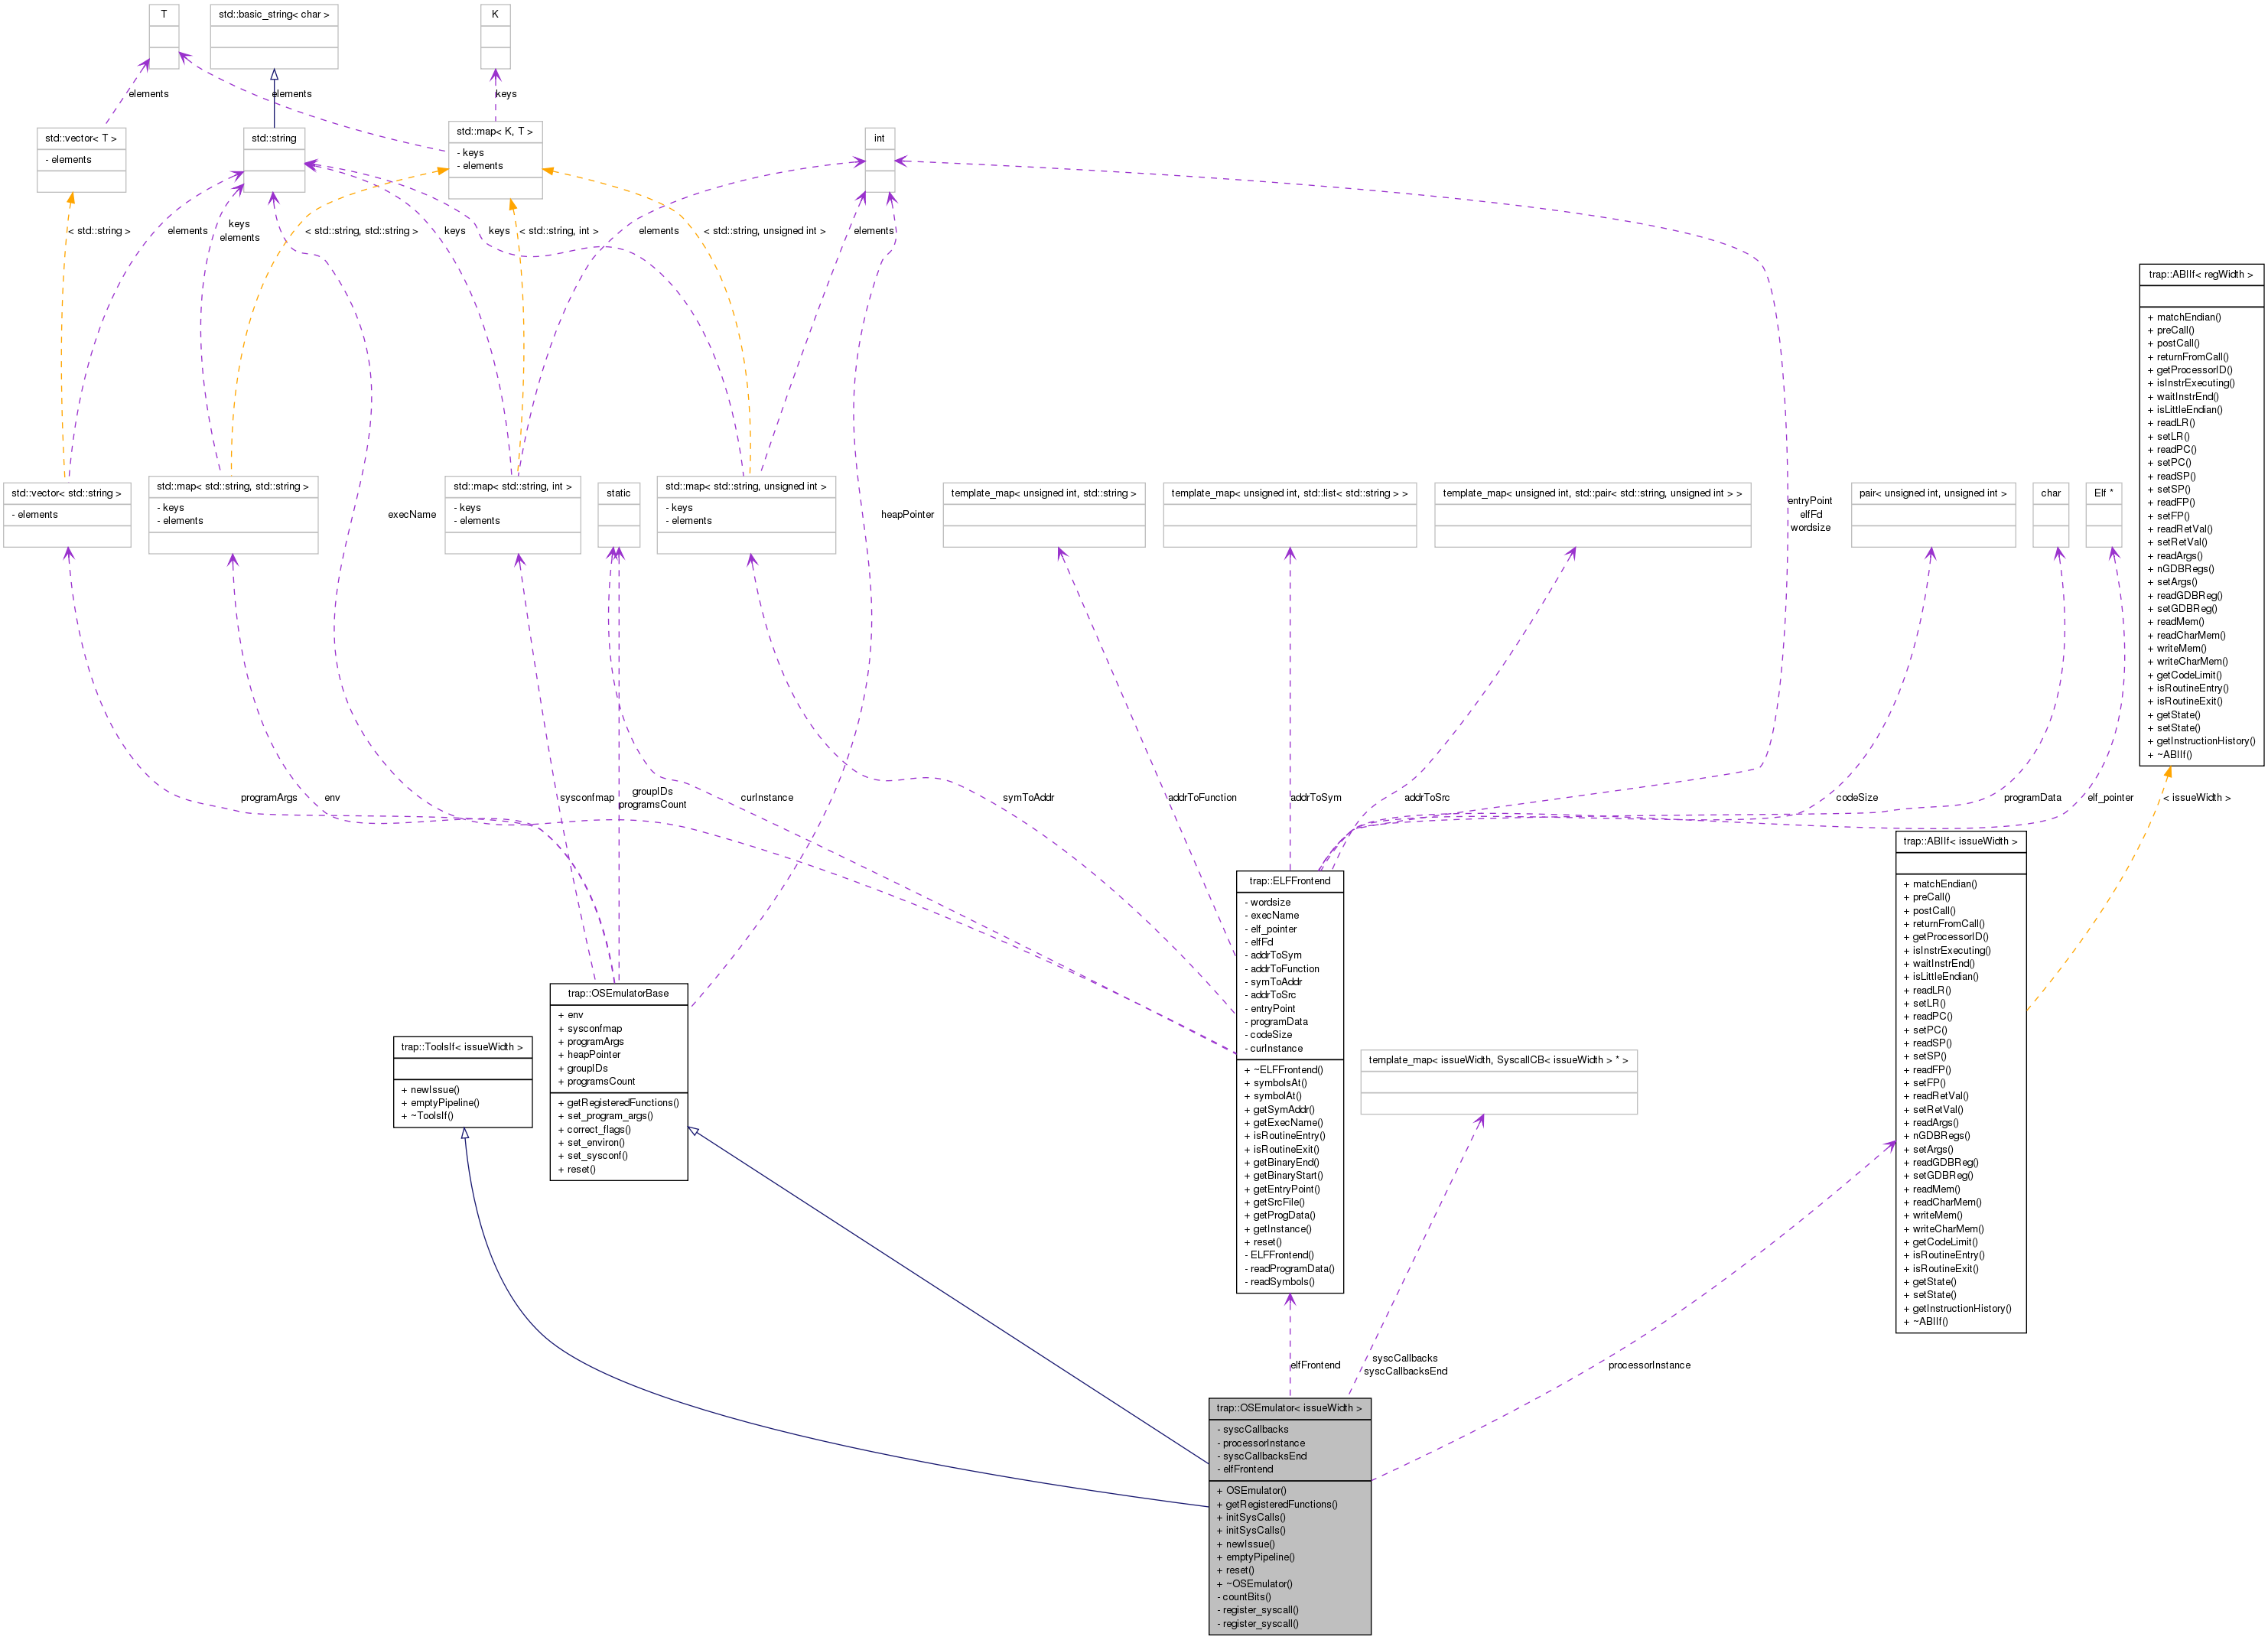 T
std::basic_string< char >
K
elements
elements
keys
std::vector< T >
- elements
std::string
std::map< K, T >
- keys
- elements
int
< std::string >
elements
keys
elements
< std::string, std::string >
keys
keys
< std::string, int >
elements
< std::string, unsigned int >
elements
trap::ABIIf< regWidth >
+ matchEndian()
+ preCall()
+ postCall()
+ returnFromCall()
+ getProcessorID()
+ isInstrExecuting()
+ waitInstrEnd()
+ isLittleEndian()
+ readLR()
+ setLR()
+ readPC()
+ setPC()
+ readSP()
+ setSP()
+ readFP()
+ setFP()
+ readRetVal()
+ setRetVal()
+ readArgs()
+ nGDBRegs()
+ setArgs()
+ readGDBReg()
+ setGDBReg()
+ readMem()
+ readCharMem()
+ writeMem()
+ writeCharMem()
+ getCodeLimit()
+ isRoutineEntry()
+ isRoutineExit()
+ getState()
+ setState()
+ getInstructionHistory()
+ ~ABIIf()
std::vector< std::string >
- elements
std::map< std::string, std::string >
- keys
- elements
execName
std::map< std::string, int >
- keys
- elements
static
std::map< std::string, unsigned int >
- keys
- elements
heapPointer
template_map< unsigned int, std::string >
template_map< unsigned int, std::list< std::string > >
template_map< unsigned int, std::pair< std::string, unsigned int > >
entryPoint
elfFd
wordsize
pair< unsigned int, unsigned int >
char
Elf *
programArgs
env
sysconfmap
groupIDs
programsCount
curInstance
symToAddr
addrToFunction
addrToSym
addrToSrc
codeSize
programData
elf_pointer
< issueWidth >
trap::ABIIf< issueWidth >
+ matchEndian()
+ preCall()
+ postCall()
+ returnFromCall()
+ getProcessorID()
+ isInstrExecuting()
+ waitInstrEnd()
+ isLittleEndian()
+ readLR()
+ setLR()
+ readPC()
+ setPC()
+ readSP()
+ setSP()
+ readFP()
+ setFP()
+ readRetVal()
+ setRetVal()
+ readArgs()
+ nGDBRegs()
+ setArgs()
+ readGDBReg()
+ setGDBReg()
+ readMem()
+ readCharMem()
+ writeMem()
+ writeCharMem()
+ getCodeLimit()
+ isRoutineEntry()
+ isRoutineExit()
+ getState()
+ setState()
+ getInstructionHistory()
+ ~ABIIf()
trap::ELFFrontend
- wordsize
- execName
- elf_pointer
- elfFd
- addrToSym
- addrToFunction
- symToAddr
- addrToSrc
- entryPoint
- programData
- codeSize
- curInstance
+ ~ELFFrontend()
+ symbolsAt()
+ symbolAt()
+ getSymAddr()
+ getExecName()
+ isRoutineEntry()
+ isRoutineExit()
+ getBinaryEnd()
+ getBinaryStart()
+ getEntryPoint()
+ getSrcFile()
+ getProgData()
+ getInstance()
+ reset()
- ELFFrontend()
- readProgramData()
- readSymbols()
trap::OSEmulatorBase
+ env
+ sysconfmap
+ programArgs
+ heapPointer
+ groupIDs
+ programsCount
+ getRegisteredFunctions()
+ set_program_args()
+ correct_flags()
+ set_environ()
+ set_sysconf()
+ reset()
trap::ToolsIf< issueWidth >
+ newIssue()
+ emptyPipeline()
+ ~ToolsIf()
template_map< issueWidth, SyscallCB< issueWidth > * >
elfFrontend
syscCallbacks
syscCallbacksEnd
processorInstance
trap::OSEmulator< issueWidth >
- syscCallbacks
- processorInstance
- syscCallbacksEnd
- elfFrontend
+ OSEmulator()
+ getRegisteredFunctions()
+ initSysCalls()
+ initSysCalls()
+ newIssue()
+ emptyPipeline()
+ reset()
+ ~OSEmulator()
- countBits()
- register_syscall()
- register_syscall()